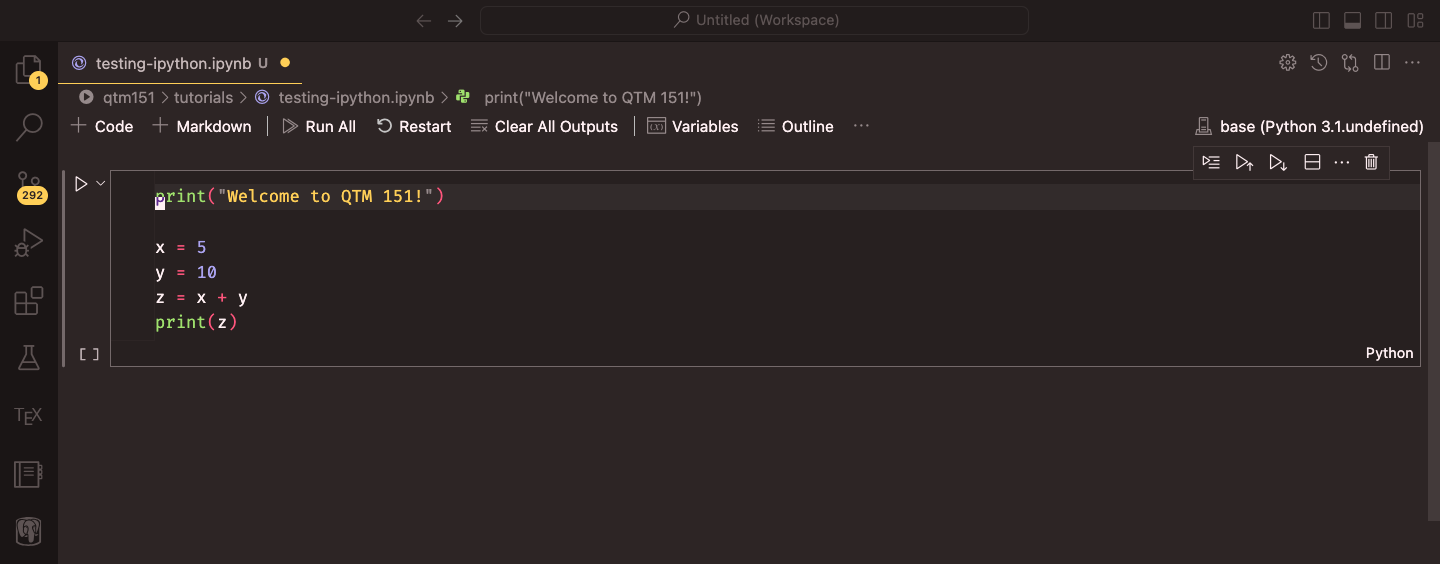 Untitled (Workspace)
testing-ipython.ipynb U
1
qtm151 > tutorials > testing-ipython.ipynb > print("Welcome to QTM 151!")
+ Code + Markdown Run All Restart Clear All Outputs Variables Outline ...
base (Python 3.1.undefined)
292
print("Welcome to QTM 151!")
x = 5
y = 10
z = x + y
print(z)
[ ]
Python
TEX